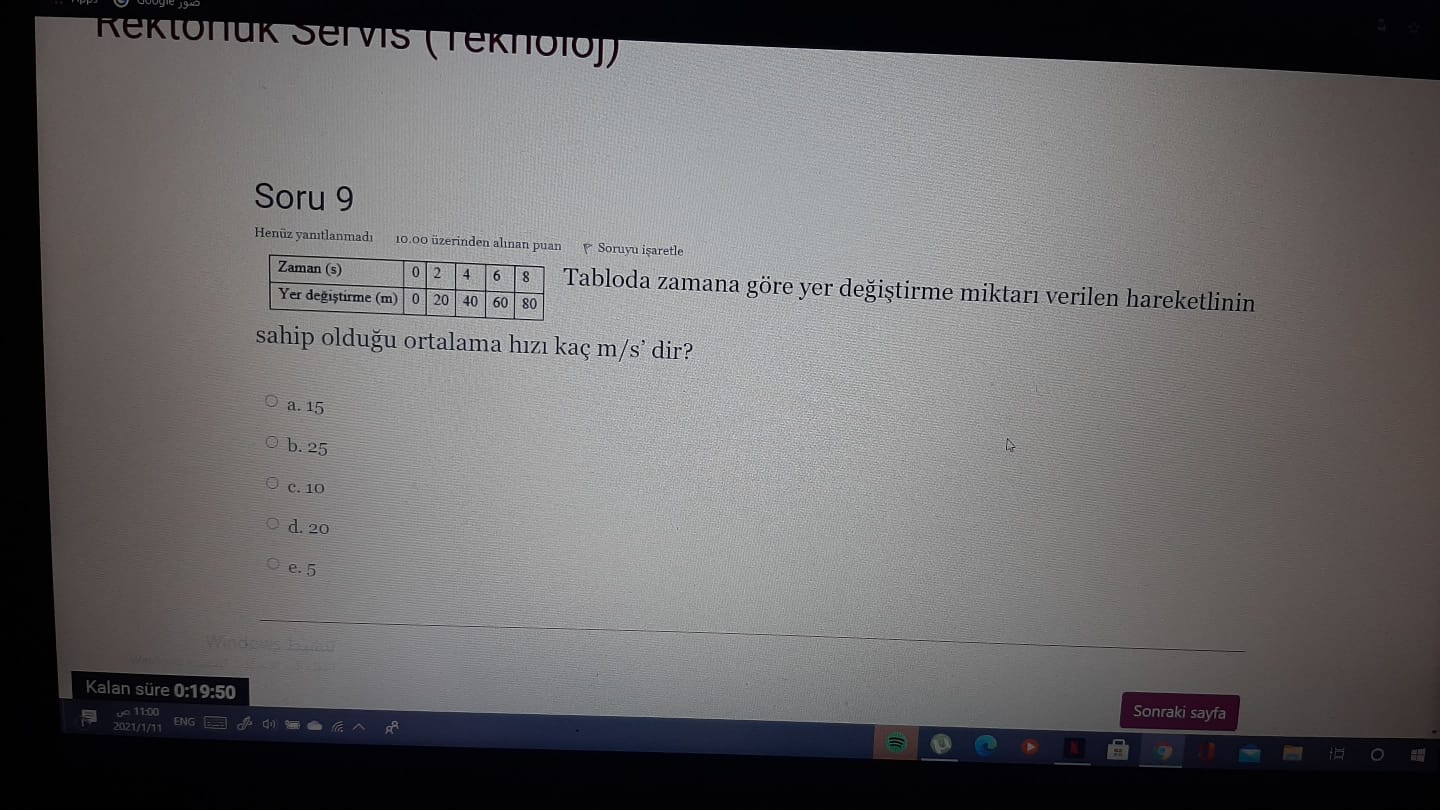 Apps Google صور
Rektörlük Servis (Teknoloji)
Soru 9
Henüz yanıtlanmadı 10.00 üzerinden alınan puan Soruyu işaretle
Zaman (s) 0 2 4 6 8
Yer değiştirme (m) 0 20 40 60 80
Tabloda zamana göre yer değiştirme miktarı verilen hareketlinin
sahip olduğu ortalama hızı kaç m/s' dir?
a. 15
b. 25
c. 10
d. 20
e. 5
Windows تنشيط
Kalan süre 0:19:50
Sonraki sayfa
11:00 ص
2021/1/11
ENG